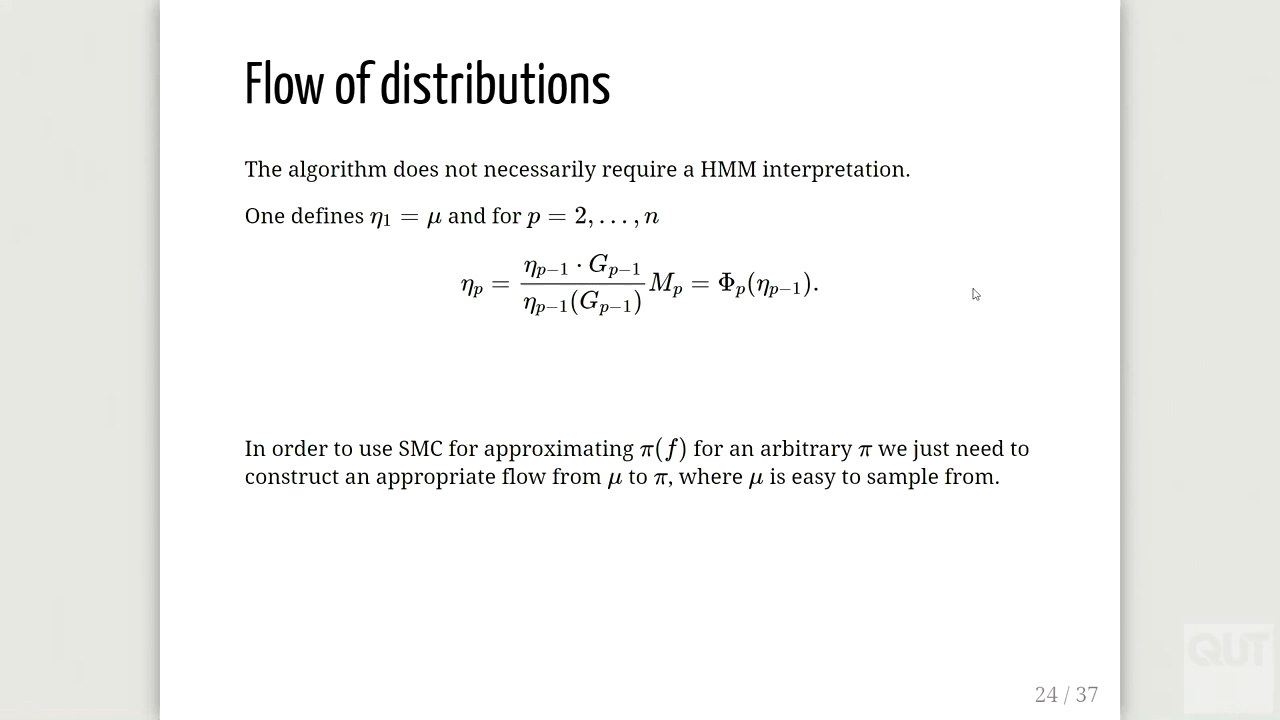 Flow of distributions
The algorithm does not necessarily require a HMM interpretation.
One defines η₁ = μ and for p = 2, . . . , n
ηₚ = (ηₚ₋₁ · Gₚ₋₁) / (ηₚ₋₁(Gₚ₋₁)) Mₚ = Φₚ(ηₚ₋₁).
In order to use SMC for approximating π(f) for an arbitrary π we just need to
construct an appropriate flow from μ to π, where μ is easy to sample from.
24 / 37
QUT